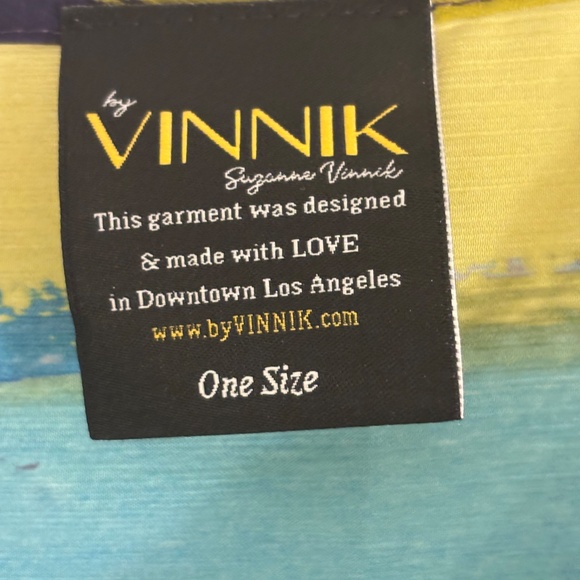 by
VINNIK
Suzanne Vinnik
This garment was designed
& made with LOVE
in Downtown Los Angeles
www.byVINNIK.com
One Size